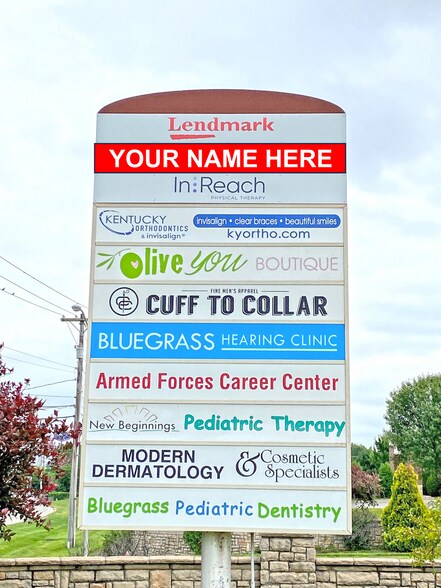 Lendmark
YOUR NAME HERE
In:Reach
PHYSICAL THERAPY
KENTUCKY
ORTHODONTICS
& invisalign®
invisalign • clear braces • beautiful smiles
kyortho.com
Olive you BOUTIQUE
FINE MEN'S APPAREL
CUFF TO COLLAR
BLUEGRASS HEARING CLINIC
Armed Forces Career Center
New Beginnings Pediatric Therapy
MODERN
DERMATOLOGY
& Cosmetic
Specialists
Bluegrass Pediatric Dentistry